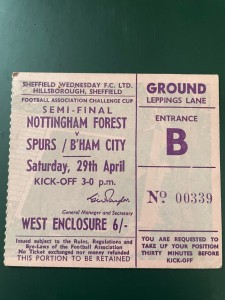 SHEFFIELD WEDNESDAY F.C. LTD.
HILLSBOROUGH, SHEFFIELD
FOOTBALL ASSOCIATION CHALLENGE CUP
SEMI-FINAL
NOTTINGHAM FOREST
v
SPURS / B'HAM CITY
Saturday, 29th April
KICK-OFF 3-0 p.m.
General Manager and Secretary
WEST ENCLOSURE 6/-
Issued subject to the Rules, Regulations and
Bye-Laws of the Football Association
No Ticket exchanged nor money refunded
THIS PORTION TO BE RETAINED
GROUND
LEPPINGS LANE
ENTRANCE
B
No 00339
YOU ARE REQUESTED TO
TAKE UP YOUR POSITION
THIRTY MINUTES BEFORE
KICK-OFF